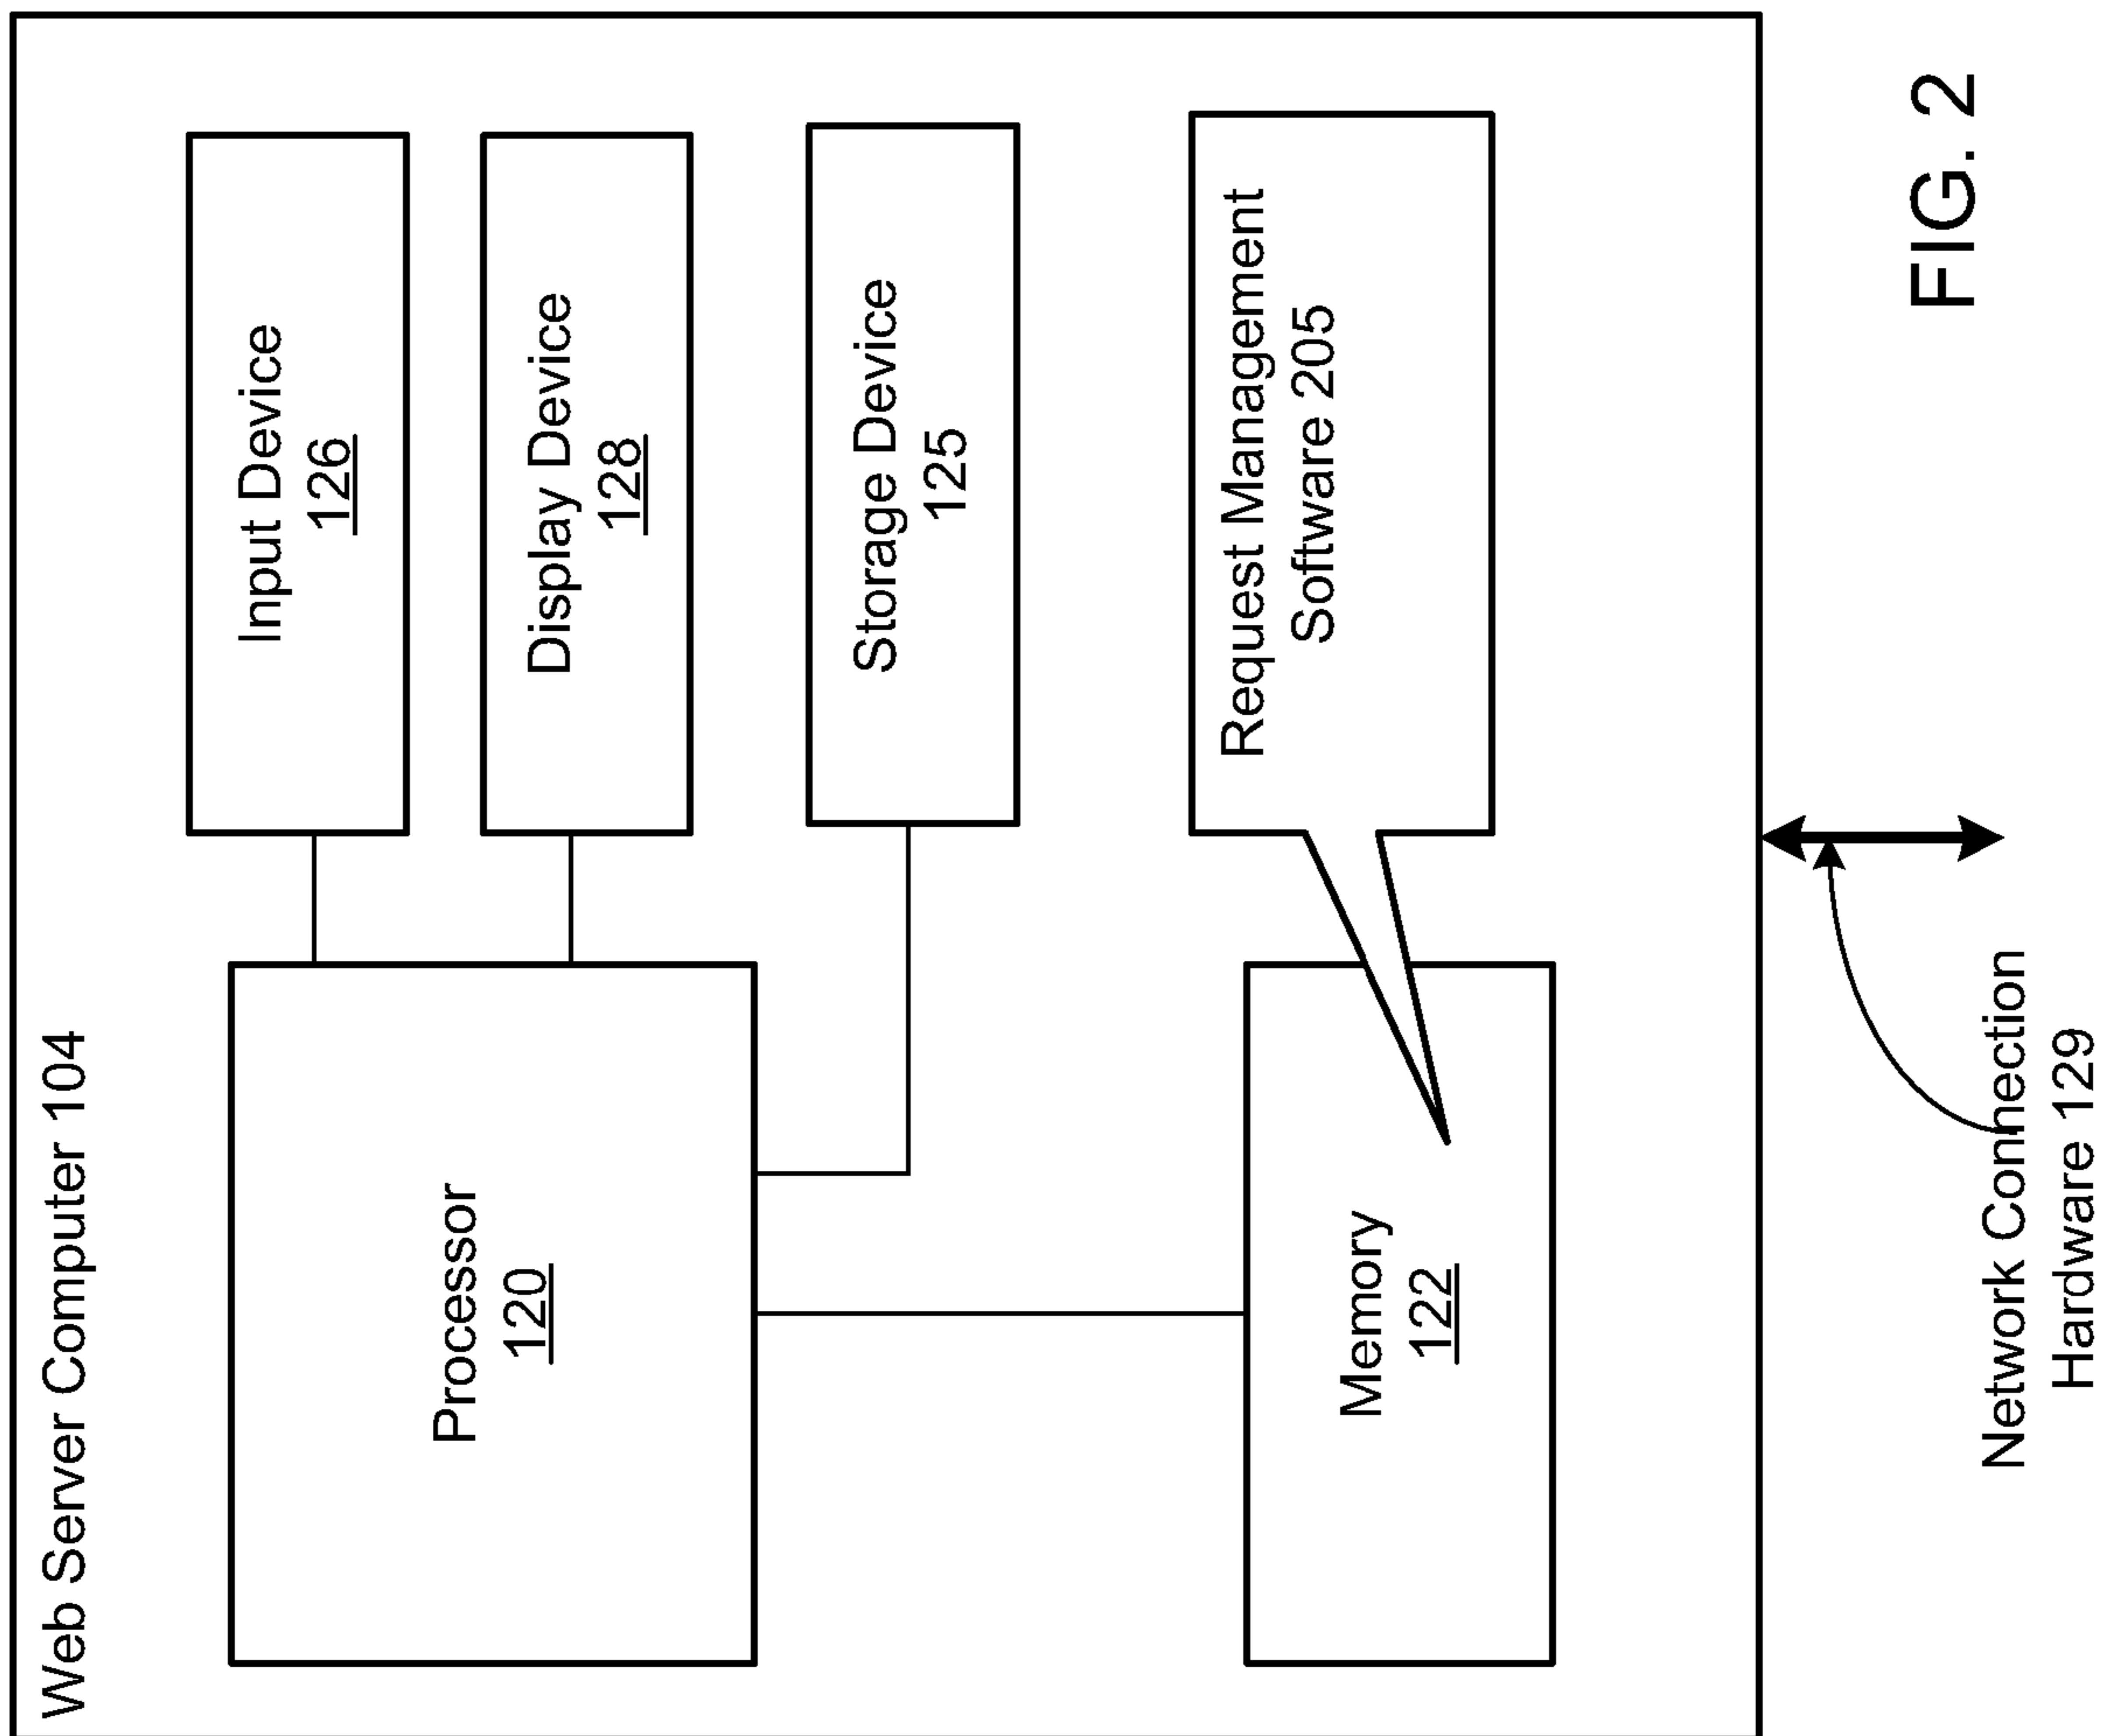 Web Server Computer 104
Processor
120
Input Device
126
Display Device
128
Storage Device
125
Memory
122
Request Management
Software 205
Network Connection
Hardware 129
FIG. 2